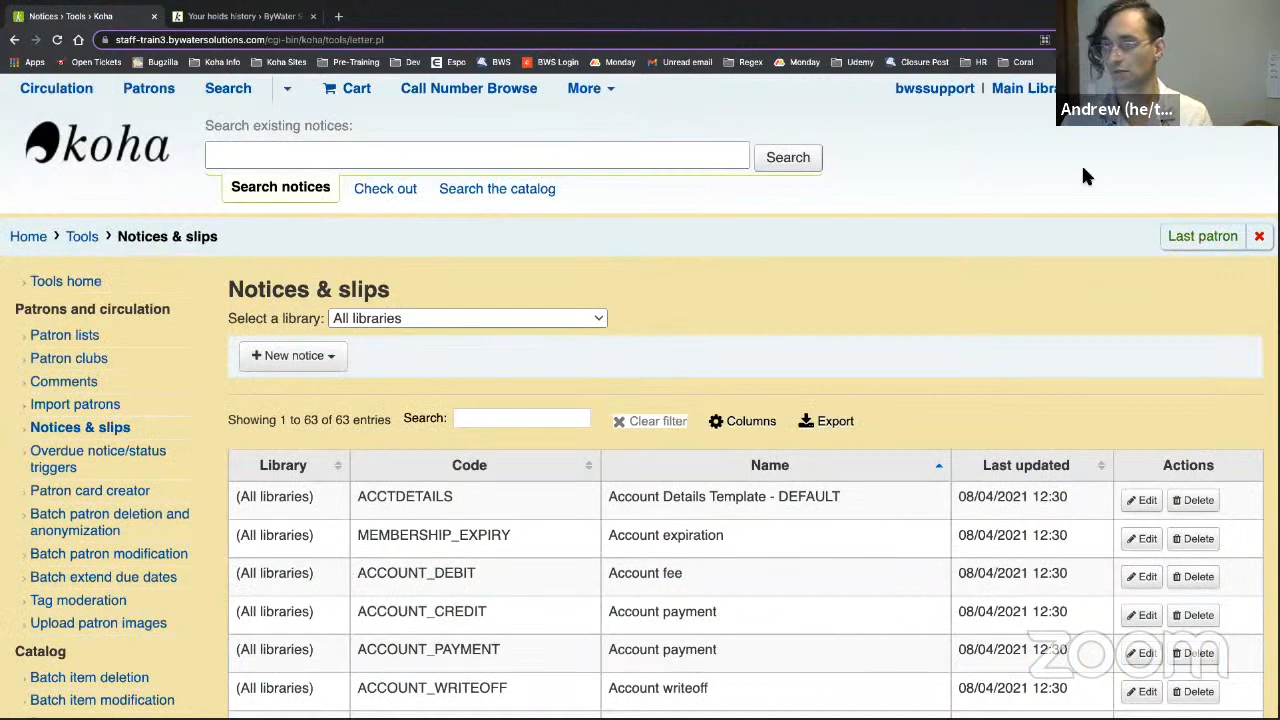 Notices › Tools › Koha
Your holds history › ByWater S
staff-train3.bywatersolutions.com/cgi-bin/koha/tools/letter.pl
Apps Open Tickets Bugzilla Koha Info Koha Sites Pre-Training Dev Espo BWS BWS Login Monday Unread email Regex Monday Udemy Closure Post HR Coral
Circulation Patrons Search Cart Call Number Browse More bwssupport | Main Libra
Andrew (he/t...
koha
Search existing notices:
Search
Search notices Check out Search the catalog
Home › Tools › Notices & slips
Last patron
Tools home
Patrons and circulation
Patron lists
Patron clubs
Comments
Import patrons
Notices & slips
Overdue notice/status
triggers
Patron card creator
Batch patron deletion and
anonymization
Batch patron modification
Batch extend due dates
Tag moderation
Upload patron images
Catalog
Batch item deletion
Batch item modification
Notices & slips
Select a library: All libraries
+ New notice
Showing 1 to 63 of 63 entries Search: Clear filter Columns Export
Library Code Name Last updated Actions
(All libraries) ACCTDETAILS Account Details Template - DEFAULT 08/04/2021 12:30 Edit Delete
(All libraries) MEMBERSHIP_EXPIRY Account expiration 08/04/2021 12:30 Edit Delete
(All libraries) ACCOUNT_DEBIT Account fee 08/04/2021 12:30 Edit Delete
(All libraries) ACCOUNT_CREDIT Account payment 08/04/2021 12:30 Edit Delete
(All libraries) ACCOUNT_PAYMENT Account payment 08/04/2021 12:30 Edit Delete
(All libraries) ACCOUNT_WRITEOFF Account writeoff 08/04/2021 12:30 Edit Delete
zoom